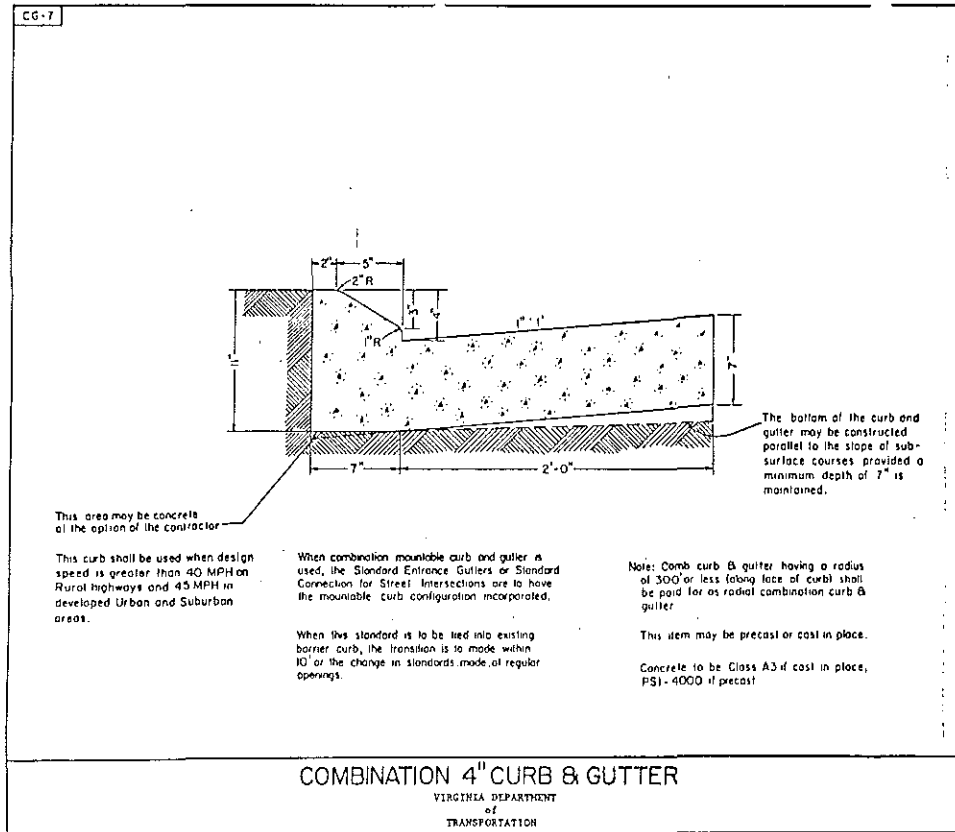 CG-7
2"
5"
2" R
3"
4"
1" R
1" : 1'
11"
7"
7"
2'-0"
The bottom of the curb and
gutter may be constructed
parallel to the slope of sub-
surface courses provided a
minimum depth of 7" is
maintained.
This area may be concrete
at the option of the contractor
This curb shall be used when design
speed is greater than 40 MPH on
Rural highways and 45 MPH in
developed Urban and Suburban
areas.
When combination mountable curb and gutter is
used, the Standard Entrance Gutters or Standard
Connection for Street Intersections are to have
the mountable curb configuration incorporated.
When this standard is to be tied into existing
barrier curb, the transition is to made within
10' or the change in standards made at regular
openings.
Note: Comb curb & gutter having a radius
of 300' or less (along face of curb) shall
be paid for as radial combination curb &
gutter
This item may be precast or cast in place.
Concrete to be Class A3 if cast in place,
PSI - 4000 if precast
COMBINATION 4" CURB & GUTTER
VIRGINIA DEPARTMENT
of
TRANSPORTATION